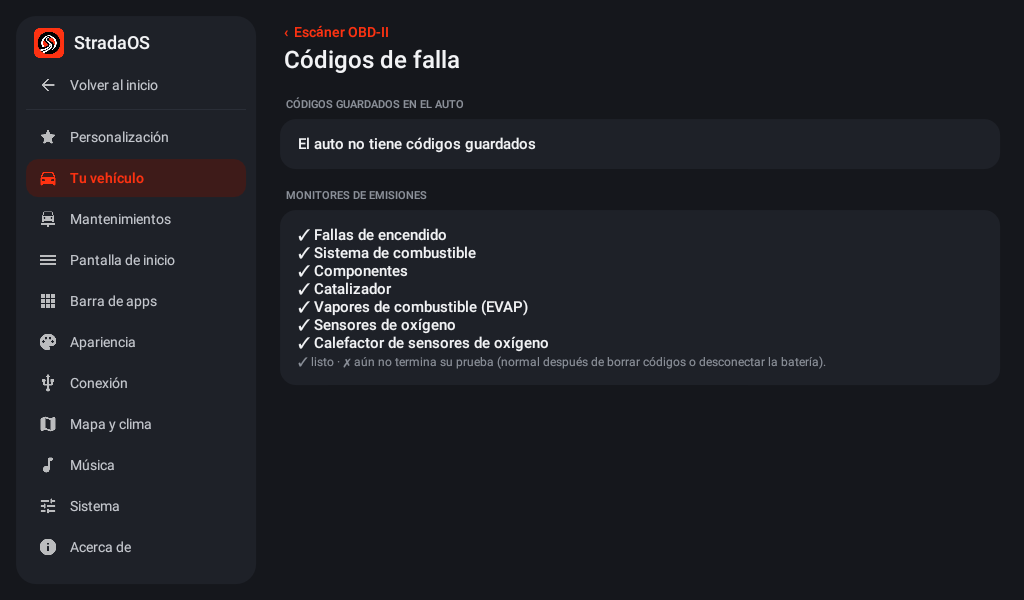 StradaOS
Volver al inicio
Personalización
Tu vehículo
Mantenimientos
Pantalla de inicio
Barra de apps
Apariencia
Conexión
Mapa y clima
Música
Sistema
Acerca de
‹ Escáner OBD-II
Códigos de falla
CÓDIGOS GUARDADOS EN EL AUTO
El auto no tiene códigos guardados
MONITORES DE EMISIONES
✓ Fallas de encendido
✓ Sistema de combustible
✓ Componentes
✓ Catalizador
✓ Vapores de combustible (EVAP)
✓ Sensores de oxígeno
✓ Calefactor de sensores de oxígeno
✓ listo · ✗ aún no termina su prueba (normal después de borrar códigos o desconectar la batería).